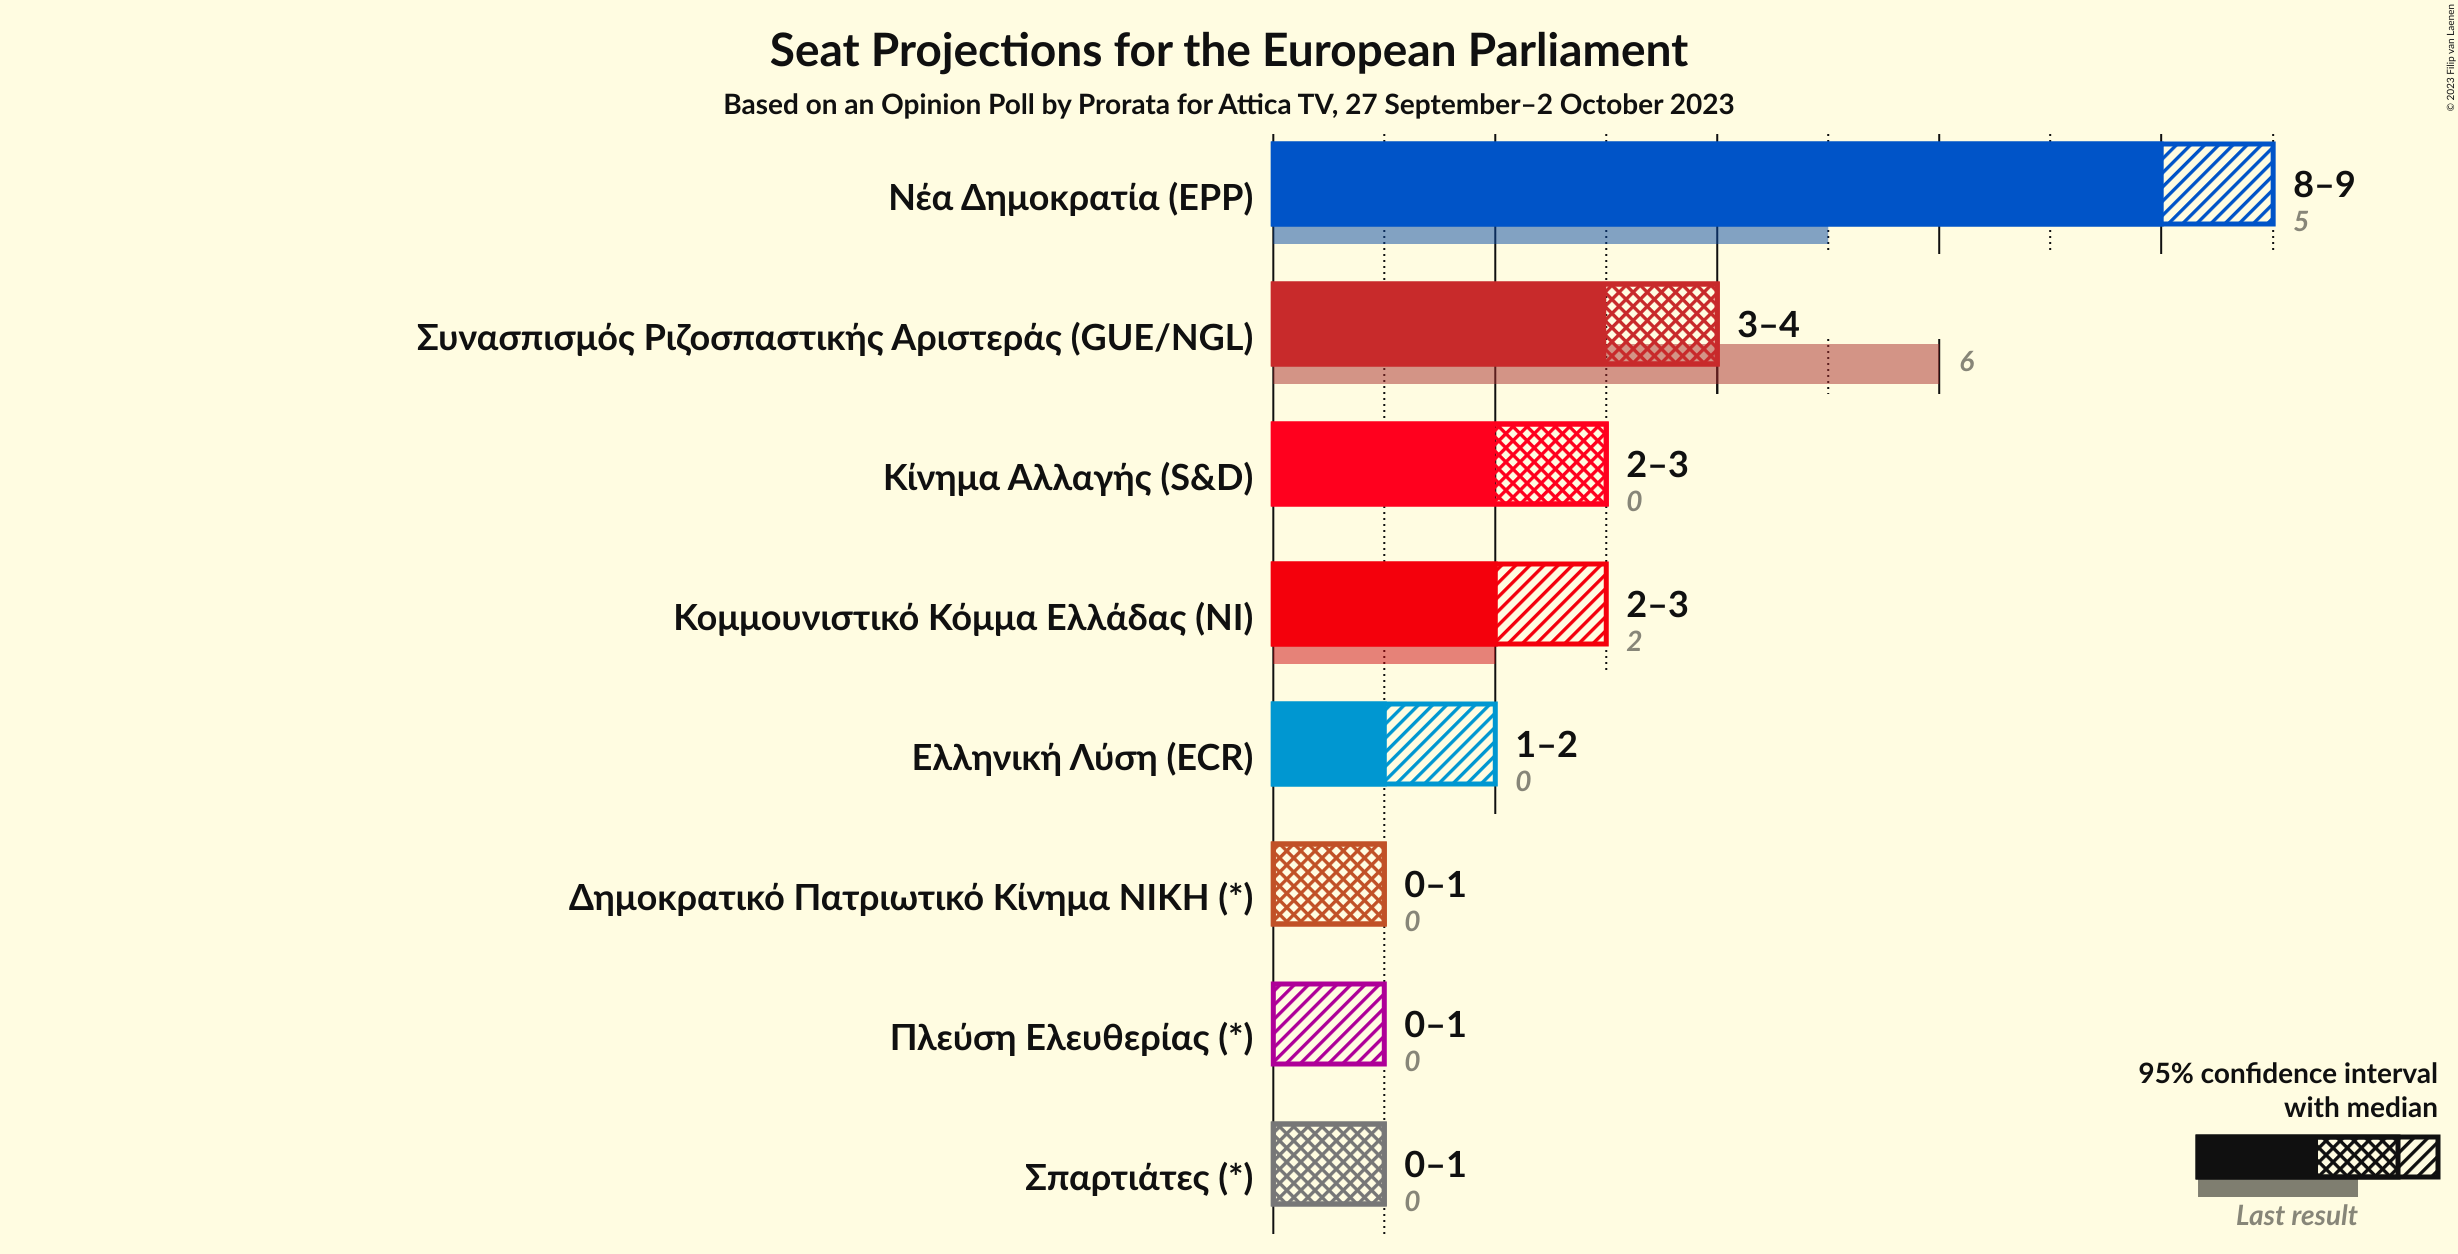 Seat Projections for the European Parliament
Based on an Opinion Poll by Prorata for Attica TV, 27 September–2 October 2023
© 2023 Filip van Laenen
Νέα Δημοκρατία (EPP)
8–9
5
Συνασπισμός Ριζοσπαστικής Αριστεράς (GUE/NGL)
3–4
6
Κίνημα Αλλαγής (S&D)
2–3
0
Κομμουνιστικό Κόμμα Ελλάδας (NI)
2–3
2
Ελληνική Λύση (ECR)
1–2
0
Δημοκρατικό Πατριωτικό Κίνημα ΝΙΚΗ (*)
0–1
0
Πλεύση Ελευθερίας (*)
0–1
0
Σπαρτιάτες (*)
0–1
0
95% confidence interval
with median
Last result